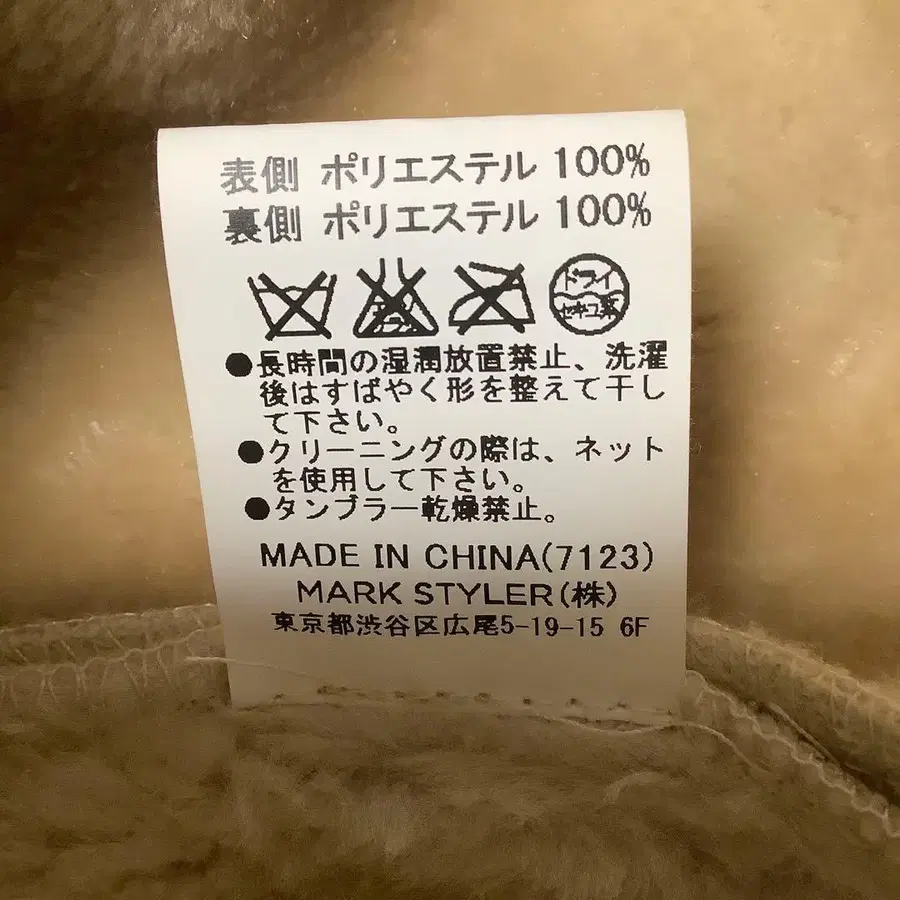 表側 ポリエステル 100%
裏側 ポリエステル 100%
ドライ
セキユ系
●長時間の湿潤放置禁止、洗濯
後はすばやく形を整えて干し
て下さい。
●クリーニングの際は、ネット
を使用して下さい。
●タンブラー乾燥禁止。
MADE IN CHINA(7123)
MARK STYLER(株)
東京都渋谷区広尾5-19-15 6F